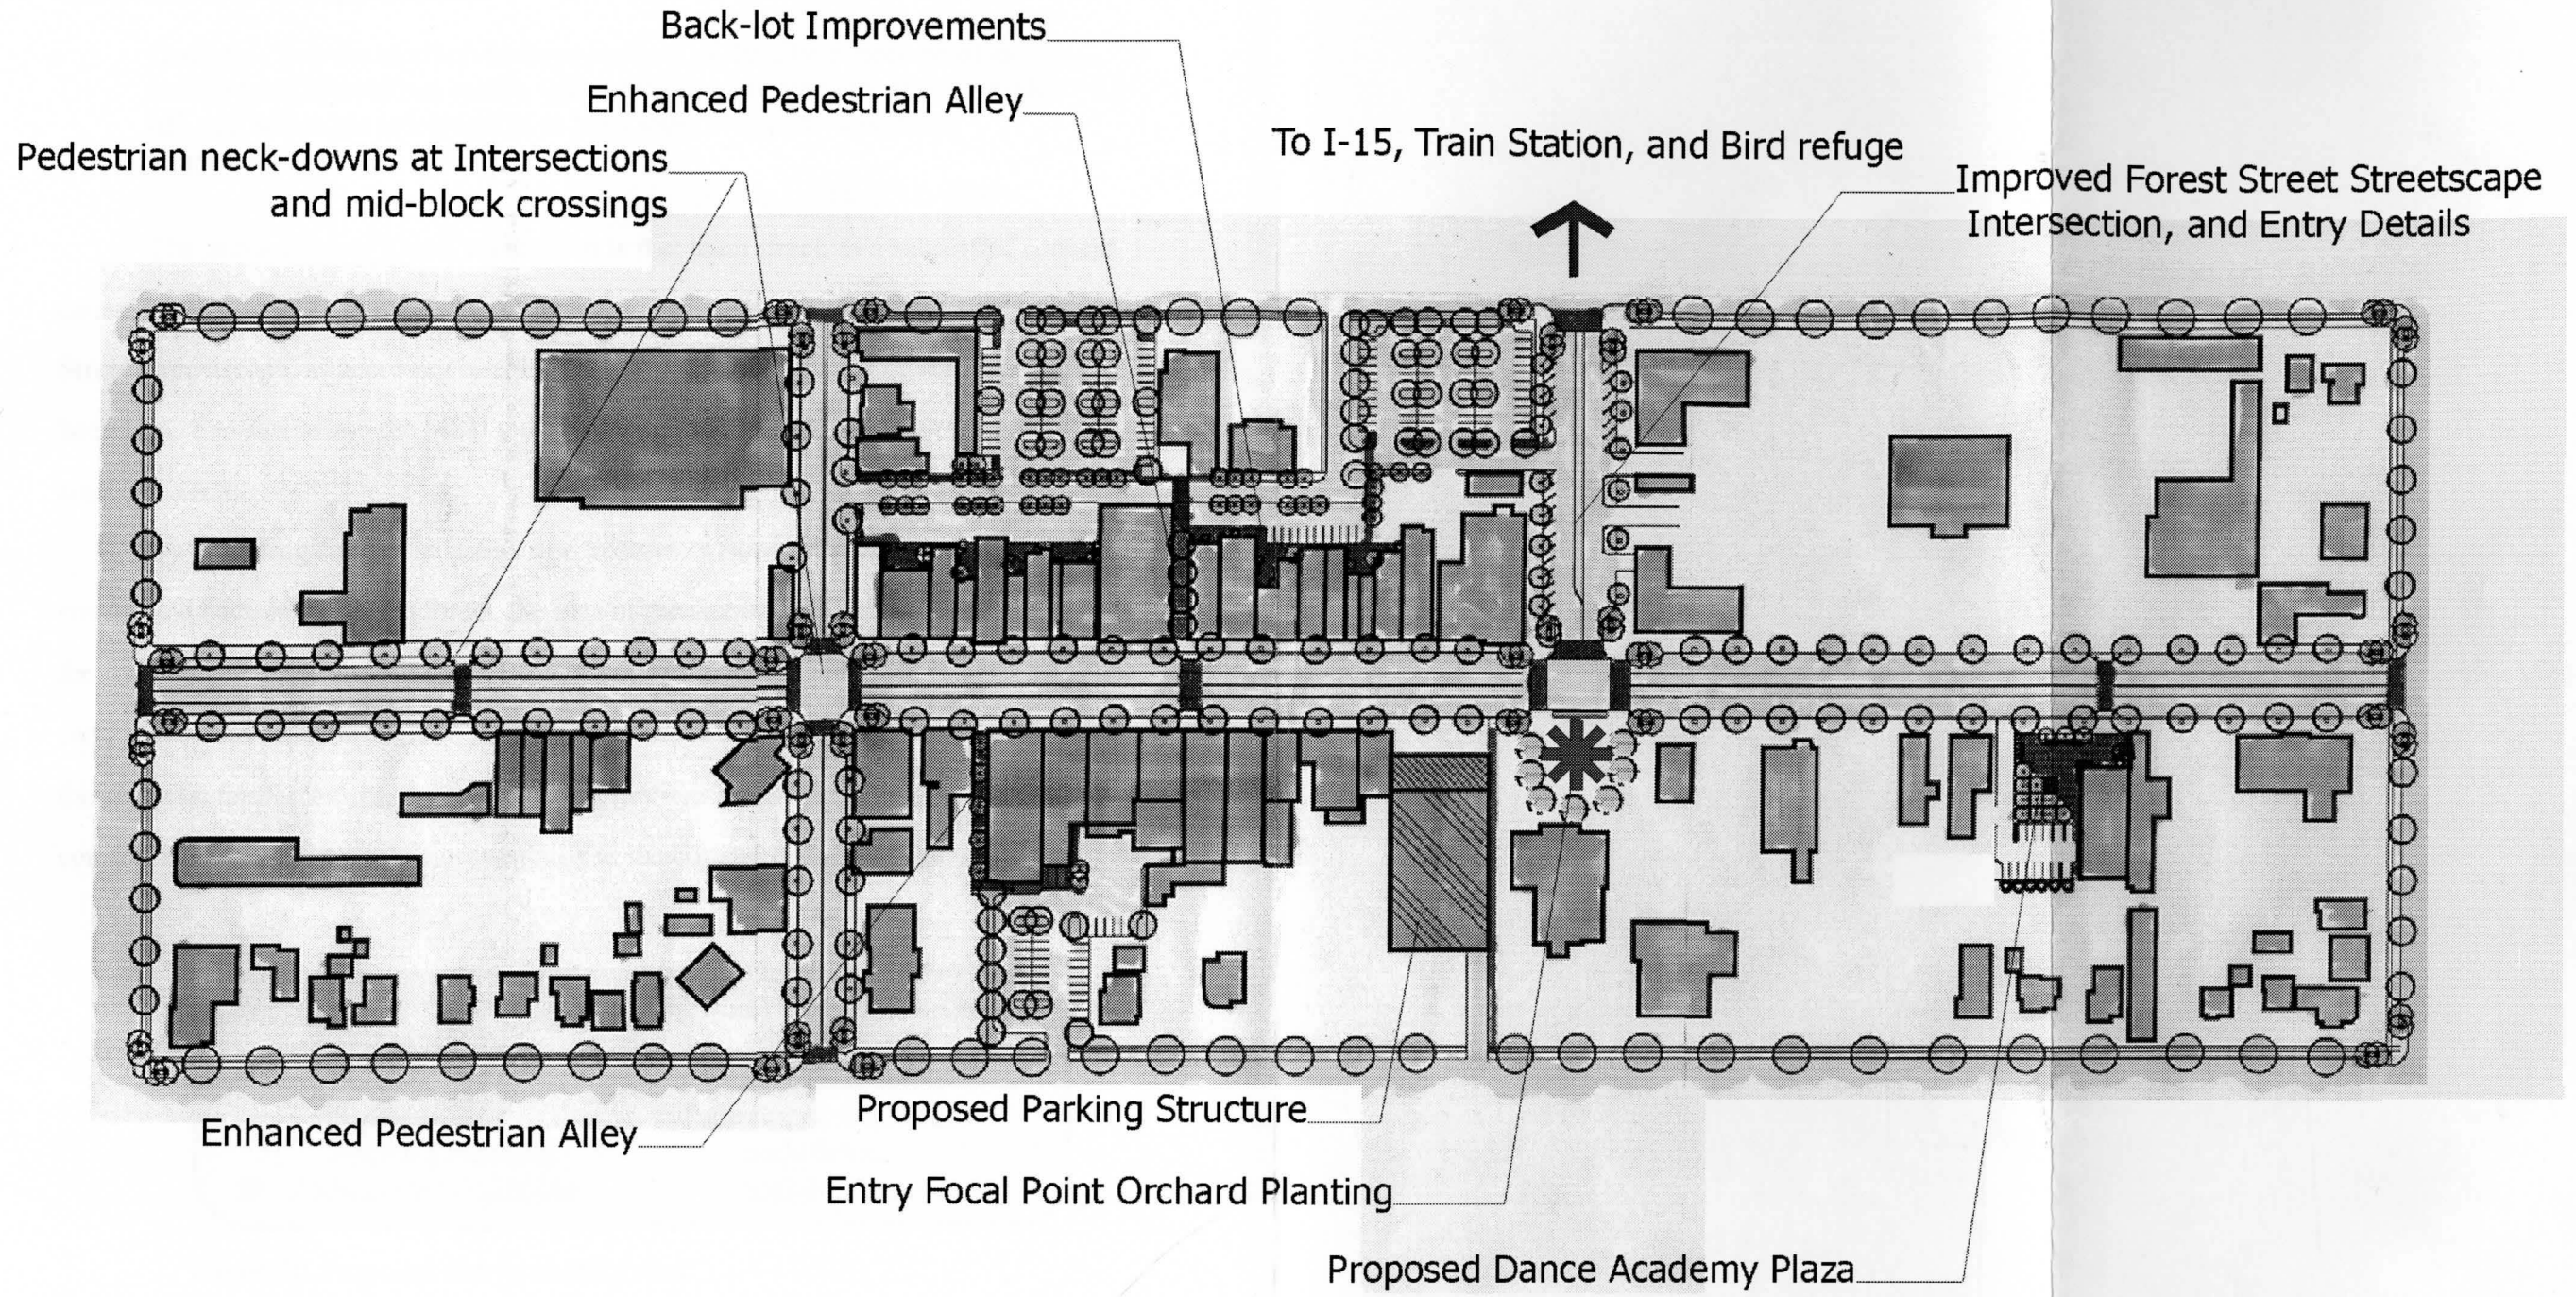 Back-lot Improvements
Enhanced Pedestrian Alley
Pedestrian neck-downs at Intersections
and mid-block crossings
To I-15, Train Station, and Bird refuge
Improved Forest Street Streetscape
Intersection, and Entry Details
Enhanced Pedestrian Alley
Proposed Parking Structure
Entry Focal Point Orchard Planting
Proposed Dance Academy Plaza